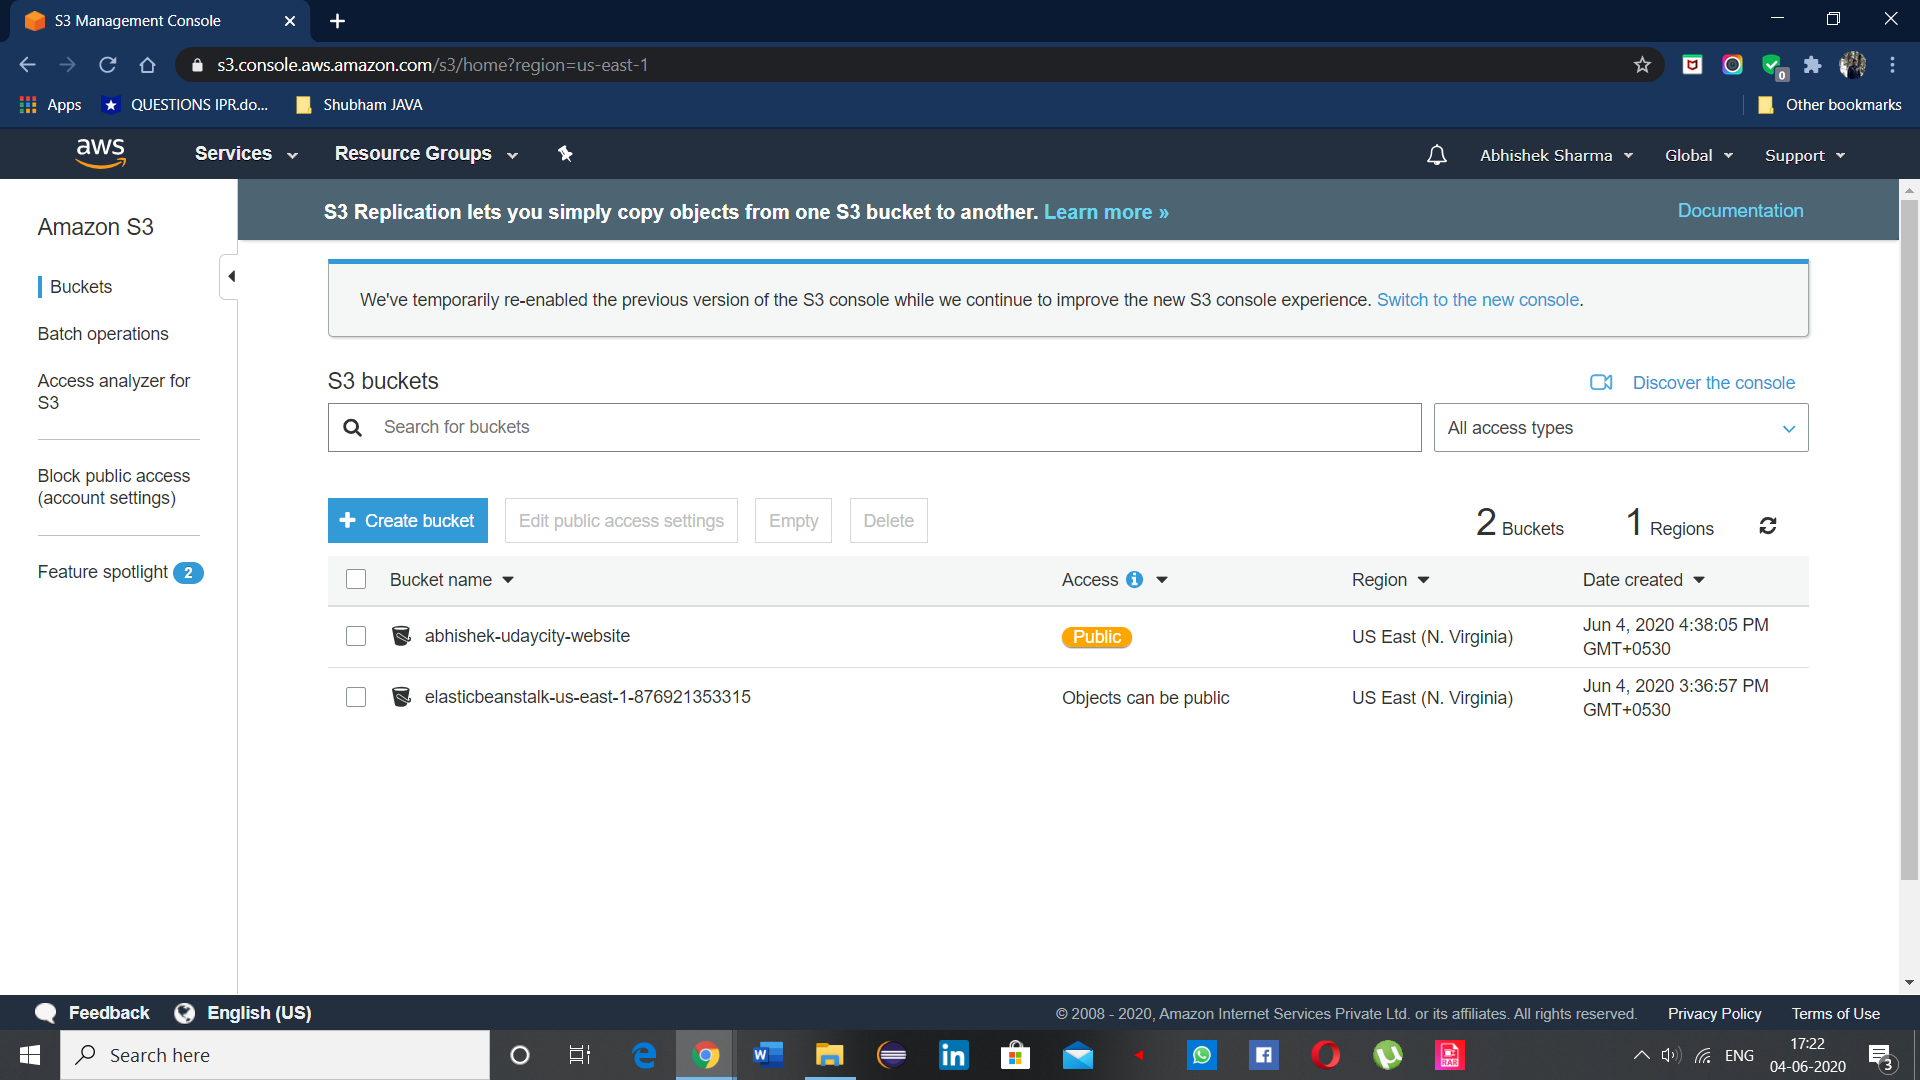 S3 Management Console
s3.console.aws.amazon.com/s3/home?region=us-east-1
0
Apps
QUESTIONS IPR.do...
Shubham JAVA
Other bookmarks
aws
Services
Resource Groups
Abhishek Sharma
Global
Support
Amazon S3
Buckets
Batch operations
Access analyzer for
S3
Block public access
(account settings)
Feature spotlight 2
S3 Replication lets you simply copy objects from one S3 bucket to another. Learn more »
Documentation
We've temporarily re-enabled the previous version of the S3 console while we continue to improve the new S3 console experience. Switch to the new console.
S3 buckets
Discover the console
Search for buckets
All access types
+ Create bucket
Edit public access settings
Empty
Delete
2 Buckets
1 Regions
Bucket name
Access
Region
Date created
abhishek-udaycity-website
Public
US East (N. Virginia)
Jun 4, 2020 4:38:05 PM
GMT+0530
elasticbeanstalk-us-east-1-876921353315
Objects can be public
US East (N. Virginia)
Jun 4, 2020 3:36:57 PM
GMT+0530
Feedback
English (US)
© 2008 - 2020, Amazon Internet Services Private Ltd. or its affiliates. All rights reserved.
Privacy Policy
Terms of Use
Search here
ENG
17:22
04-06-2020
3